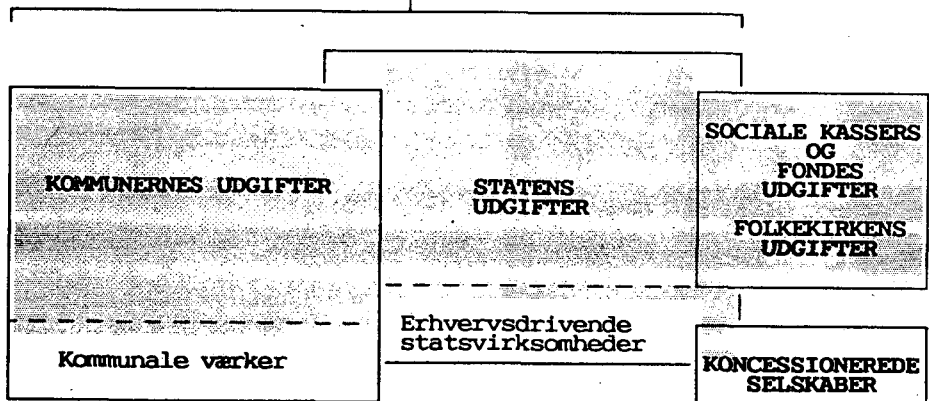 KOMMUNERNES UDGIFTER
Kommunale værker
STATENS
UDGIFTER
Erhvervsdrivende
statsvirksomheder
SOCIALE KASSERS
OG
FONDES
UDGIFTER
FOLKEKIRKENS
UDGIFTER
KONCESSIONEREDE
SELSKABER